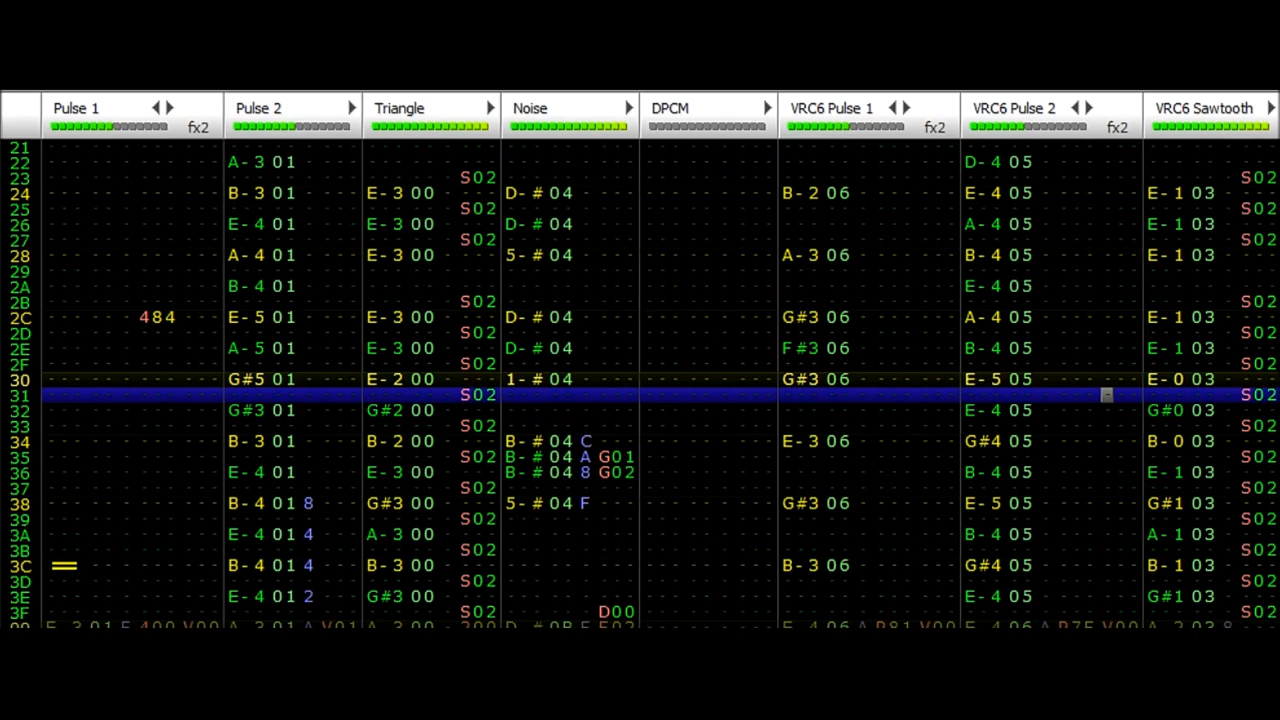 Pulse 1 Pulse 2 Triangle Noise DPCM VRC6 Pulse 1 VRC6 Pulse 2 VRC6 Sawtooth
fx2 fx2 fx2
21
22 A-3 01 D-4 05
23 S02 S02
24 B-3 01 E-3 00 D-# 04 B-2 06 E-4 05 E-1 03
25 S02 S02
26 E-4 01 E-3 00 D-# 04 A-4 05 E-1 03
27 S02 S02
28 A-4 01 E-3 00 5-# 04 A-3 06 B-4 05 E-1 03
29
2A B-4 01 E-4 05
2B S02 S02
2C 484 E-5 01 E-3 00 D-# 04 G#3 06 A-4 05 E-1 03
2D S02 S02
2E A-5 01 E-3 00 D-# 04 F#3 06 B-4 05 E-1 03
2F S02 S02
30 G#5 01 E-2 00 1-# 04 G#3 06 E-5 05 E-0 03
31 S02 S02
32 G#3 01 G#2 00 E-4 05 G#0 03
33 S02 S02
34 B-3 01 B-2 00 B-# 04 C E-3 06 G#4 05 B-0 03
35 S02 B-# 04 A G01 S02
36 E-4 01 E-3 00 B-# 04 8 G02 B-4 05 E-1 03
37 S02 S02
38 B-4 01 8 G#3 00 5-# 04 F G#3 06 E-5 05 G#1 03
39 S02 S02
3A E-4 01 4 A-3 00 B-4 05 A-1 03
3B S02 S02
3C B-4 01 4 B-3 00 B-3 06 G#4 05 B-1 03
3D S02 S02
3E E-4 01 2 G#3 00 E-4 05 G#1 03
3F S02 D00 S02